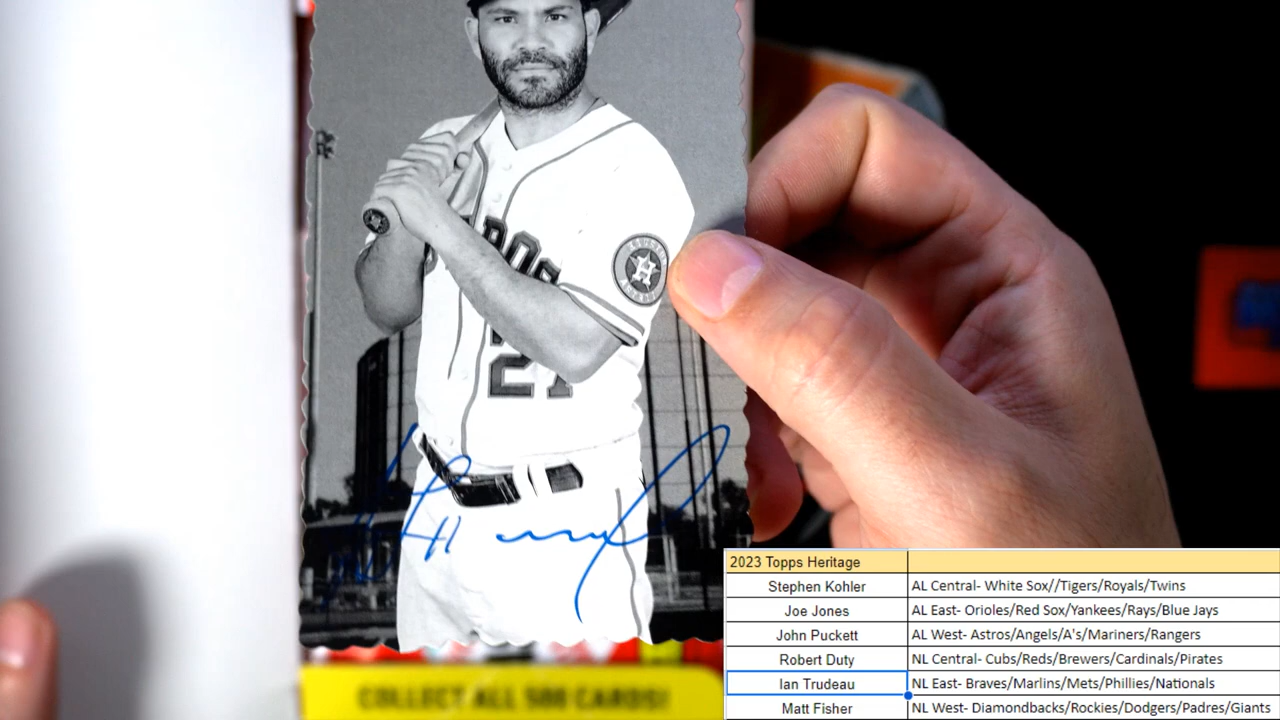 27
COLLECT ALL 500 CARDS!
2023 Topps Heritage
Stephen Kohler AL Central- White Sox//Tigers/Royals/Twins
Joe Jones AL East- Orioles/Red Sox/Yankees/Rays/Blue Jays
John Puckett AL West- Astros/Angels/A's/Mariners/Rangers
Robert Duty NL Central- Cubs/Reds/Brewers/Cardinals/Pirates
Ian Trudeau NL East- Braves/Marlins/Mets/Phillies/Nationals
Matt Fisher NL West- Diamondbacks/Rockies/Dodgers/Padres/Giants